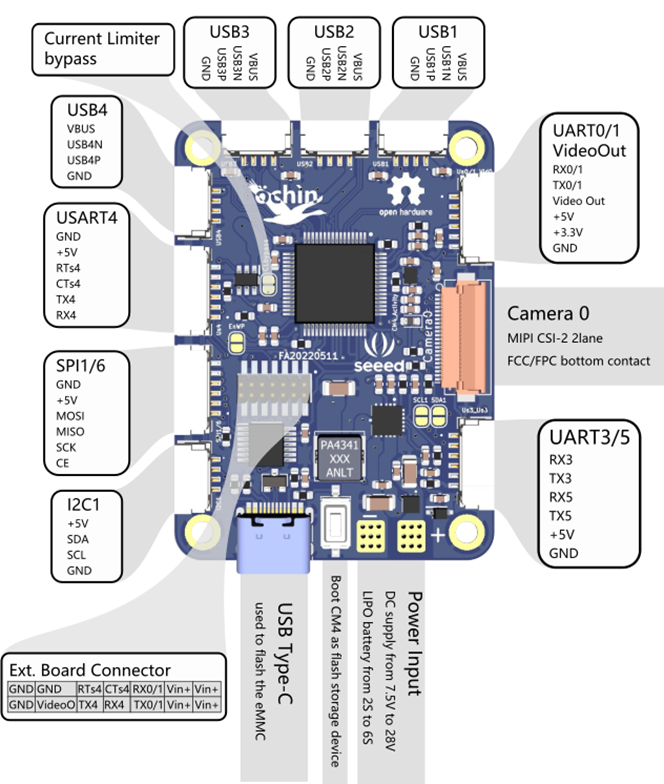 Current Limiter
bypass
USB3
VBUS
USB3N
USB3P
GND
USB2
VBUS
USB2N
USB2P
GND
USB1
VBUS
USB1N
USB1P
GND
USB4
VBUS
USB4N
USB4P
GND
UART0/1
VideoOut
RX0/1
TX0/1
Video Out
+5V
+3.3V
GND
USART4
GND
+5V
RTs4
CTs4
TX4
RX4
Camera 0
MIPI CSI-2 2lane
FCC/FPC bottom contact
SPI1/6
GND
+5V
MOSI
MISO
SCK
CE
UART3/5
RX3
TX3
RX5
TX5
+5V
GND
I2C1
+5V
SDA
SCL
GND
USB2
USB1
öchin
open hardware
USB4
Us4
CM4_Activity
Camera0
EeWP
FA20220511
seeed
SCL1 SDA1
Us3_Us5
PA4341
XXX
ANLT
- +
Ext. Board Connector
GND GND RTs4 CTs4 RX0/1 Vin+ Vin+
GND VideoO TX4 RX4 TX0/1 Vin+ Vin+
USB Type-C
used to flash the eMMC
Boot CM4 as flash storage device
Power Input
DC supply from 7.5V to 28V
LIPO battery from 2S to 6S